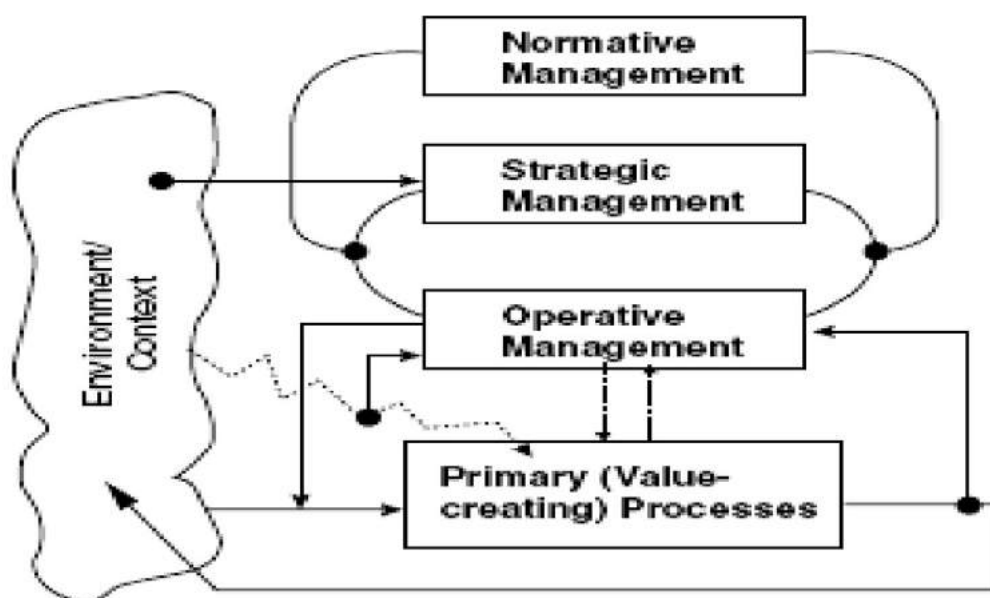 Normative
Management
Strategic
Management
Environment/
Context
Operative
Management
Primary (Value-
creating) Processes